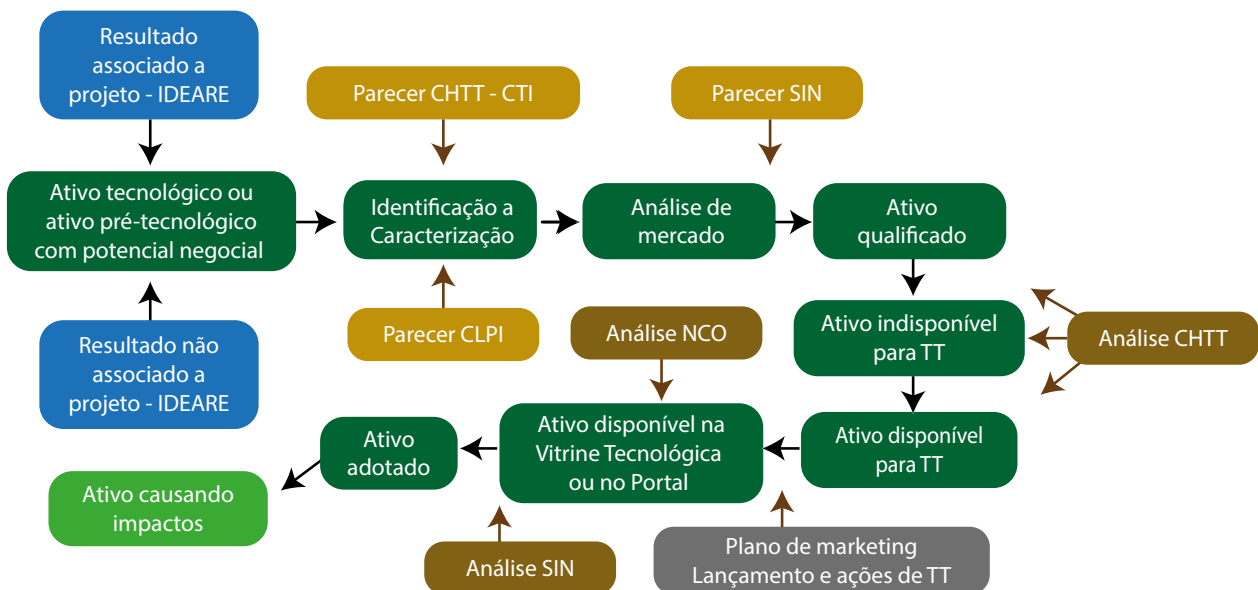 Resultado
associado a
projeto - IDEARE
Parecer CHTT - CTI
Parecer SIN
Ativo tecnológico ou
ativo pré-tecnológico
com potencial negocial
Identificação a
Caracterização
Análise de
mercado
Ativo
qualificado
Parecer CLPI
Análise NCO
Ativo indisponível
para TT
Análise CHTT
Resultado não
associado a
projeto - IDEARE
Ativo
adotado
Ativo disponível na
Vitrine Tecnológica
ou no Portal
Ativo disponível
para TT
Ativo causando
impactos
Análise SIN
Plano de marketing
Lançamento e ações de TT